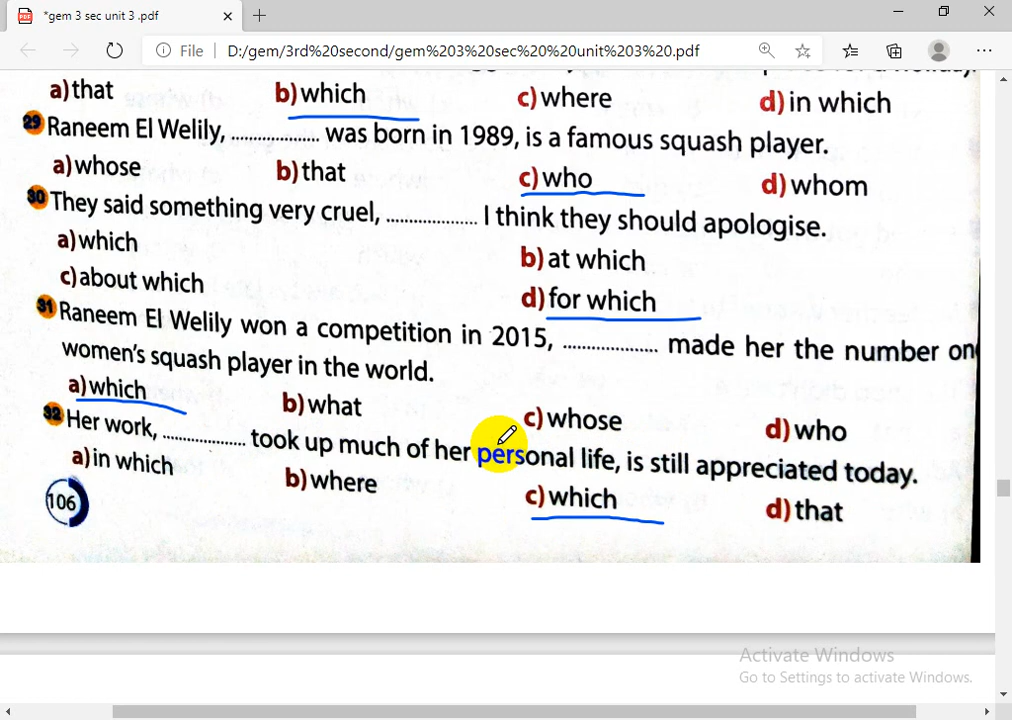 *gem 3 sec unit 3 .pdf
File D:/gem/3rd%20second/gem%203%20sec%20%20unit%203%20.pdf
a) that b) which c) where d) in which
29 Raneem El Welily, .................. was born in 1989, is a famous squash player.
a) whose b) that c) who d) whom
30 They said something very cruel, .................. I think they should apologise.
a) which b) at which
c) about which d) for which
31 Raneem El Welily won a competition in 2015, .................. made her the number on
women's squash player in the world.
a) which b) what c) whose d) who
32 Her work, .................. took up much of her personal life, is still appreciated today.
a) in which b) where c) which d) that
106
Activate Windows
Go to Settings to activate Windows.